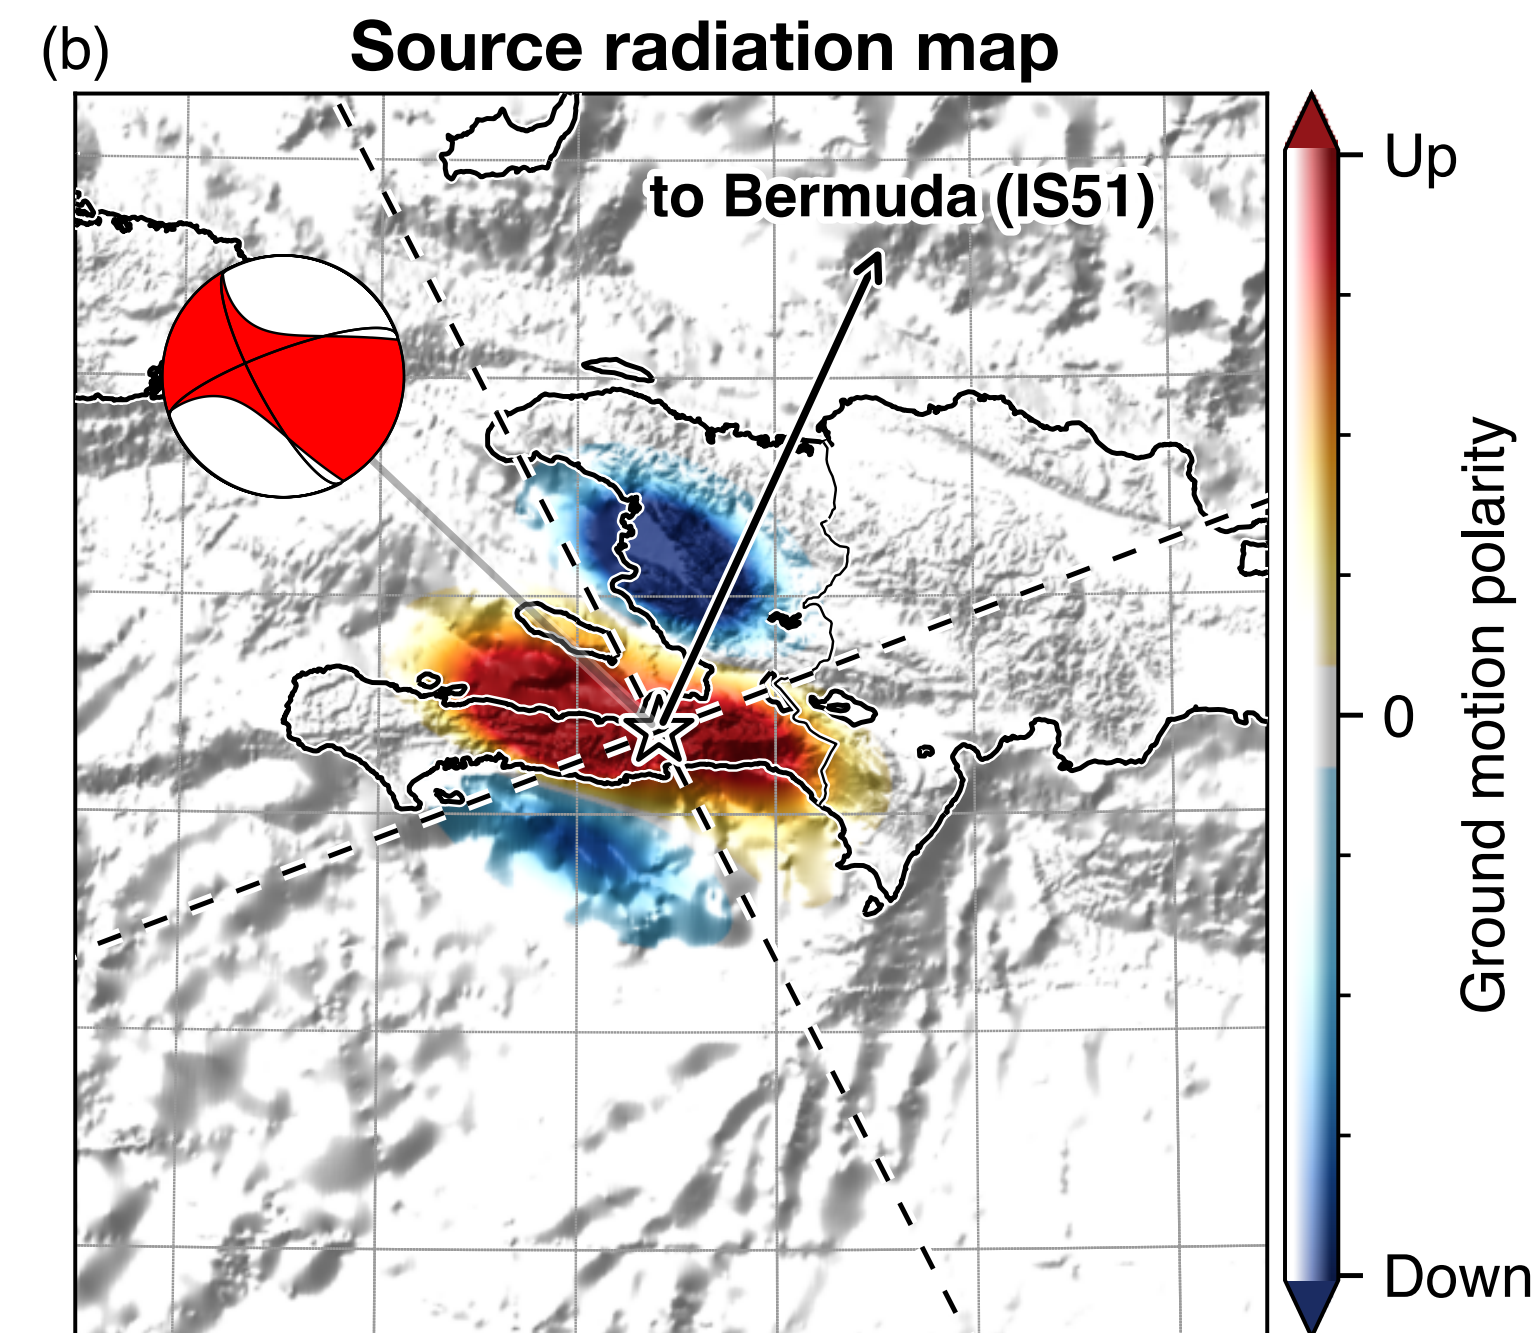 (b)
Source radiation map
to Bermuda (IS51)
Up
0
Down
Ground motion polarity